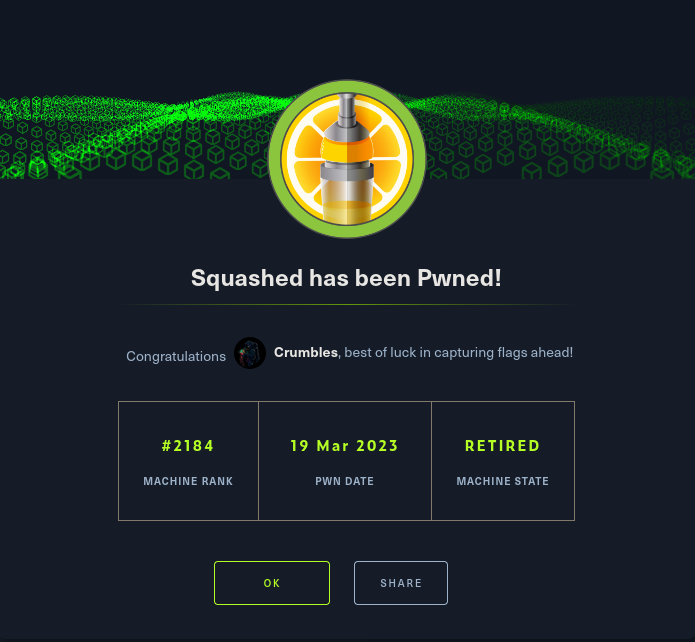 Squashed has been Pwned!
Congratulations Crumbles, best of luck in capturing flags ahead!
#2184 19 Mar 2023 RETIRED
MACHINE RANK PWN DATE MACHINE STATE
OK SHARE